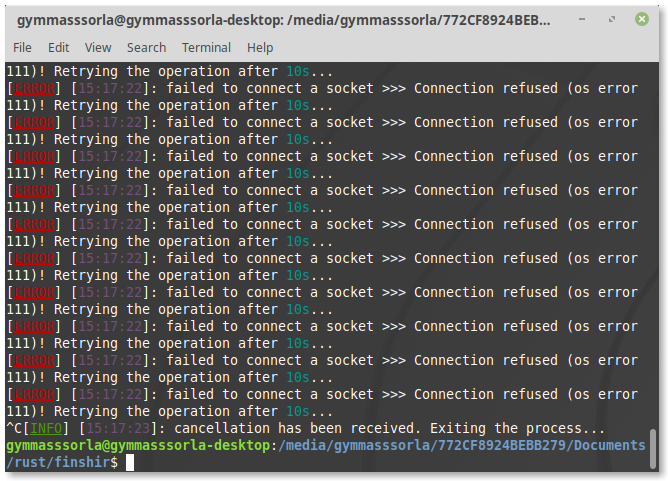 gymmasssorla@gymmasssorla-desktop: /media/gymmasssorla/772CF8924BEB...
File Edit View Search Terminal Help
111)! Retrying the operation after 10s...
[ERROR] [15:17:22]: failed to connect a socket >>> Connection refused (os error
111)! Retrying the operation after 10s...
[ERROR] [15:17:22]: failed to connect a socket >>> Connection refused (os error
111)! Retrying the operation after 10s...
[ERROR] [15:17:22]: failed to connect a socket >>> Connection refused (os error
111)! Retrying the operation after 10s...
[ERROR] [15:17:22]: failed to connect a socket >>> Connection refused (os error
111)! Retrying the operation after 10s...
[ERROR] [15:17:22]: failed to connect a socket >>> Connection refused (os error
111)! Retrying the operation after 10s...
[ERROR] [15:17:22]: failed to connect a socket >>> Connection refused (os error
111)! Retrying the operation after 10s...
[ERROR] [15:17:22]: failed to connect a socket >>> Connection refused (os error
111)! Retrying the operation after 10s...
[ERROR] [15:17:22]: failed to connect a socket >>> Connection refused (os error
111)! Retrying the operation after 10s...
[ERROR] [15:17:22]: failed to connect a socket >>> Connection refused (os error
111)! Retrying the operation after 10s...
[ERROR] [15:17:22]: failed to connect a socket >>> Connection refused (os error
111)! Retrying the operation after 10s...
^C[INFO] [15:17:23]: cancellation has been received. Exiting the process...
gymmasssorla@gymmasssorla-desktop:/media/gymmasssorla/772CF8924BEBB279/Documents
/rust/finshir$